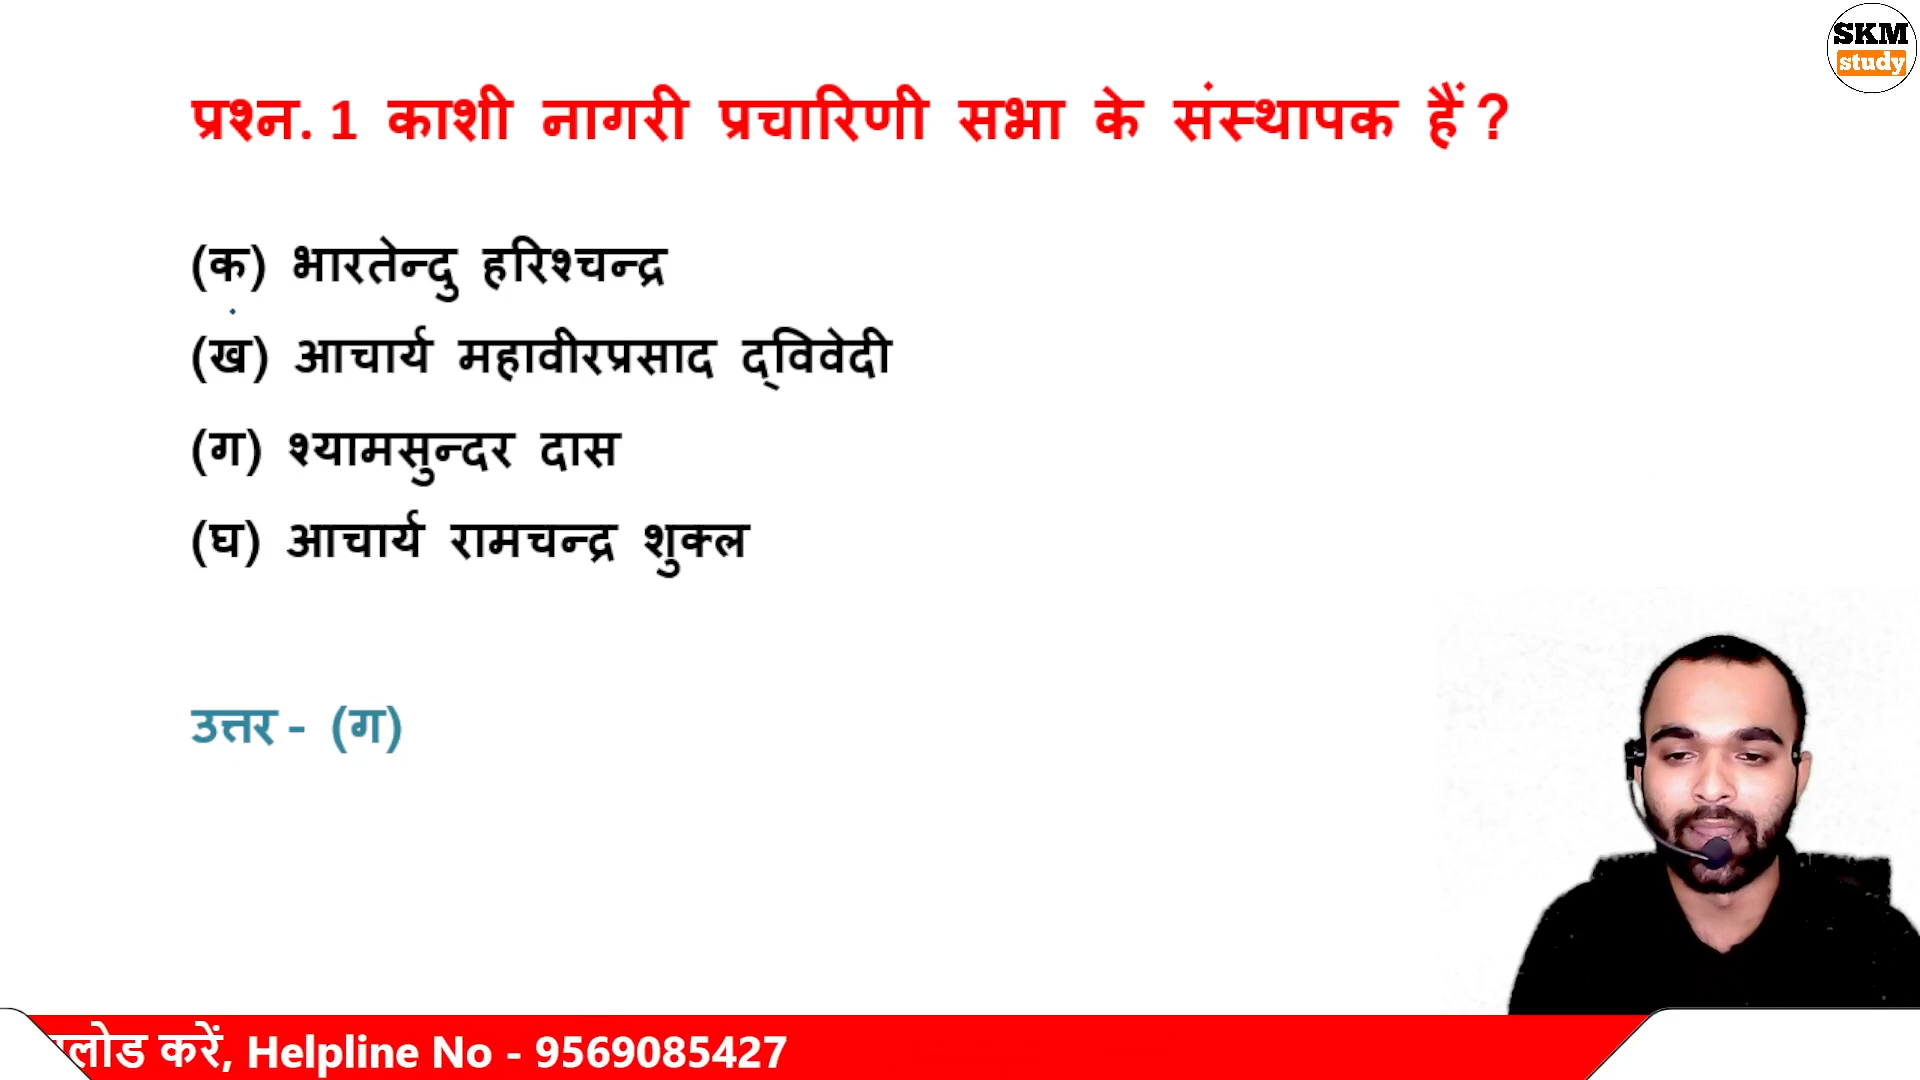 SKM
study
प्रश्न. 1 काशी नागरी प्रचारिणी सभा के संस्थापक हैं ?
(क) भारतेन्दु हरिश्चन्द्र
(ख) आचार्य महावीरप्रसाद द्विवेदी
(ग) श्यामसुन्दर दास
(घ) आचार्य रामचन्द्र शुक्ल
उत्तर - (ग)
लोड करें, Helpline No - 9569085427